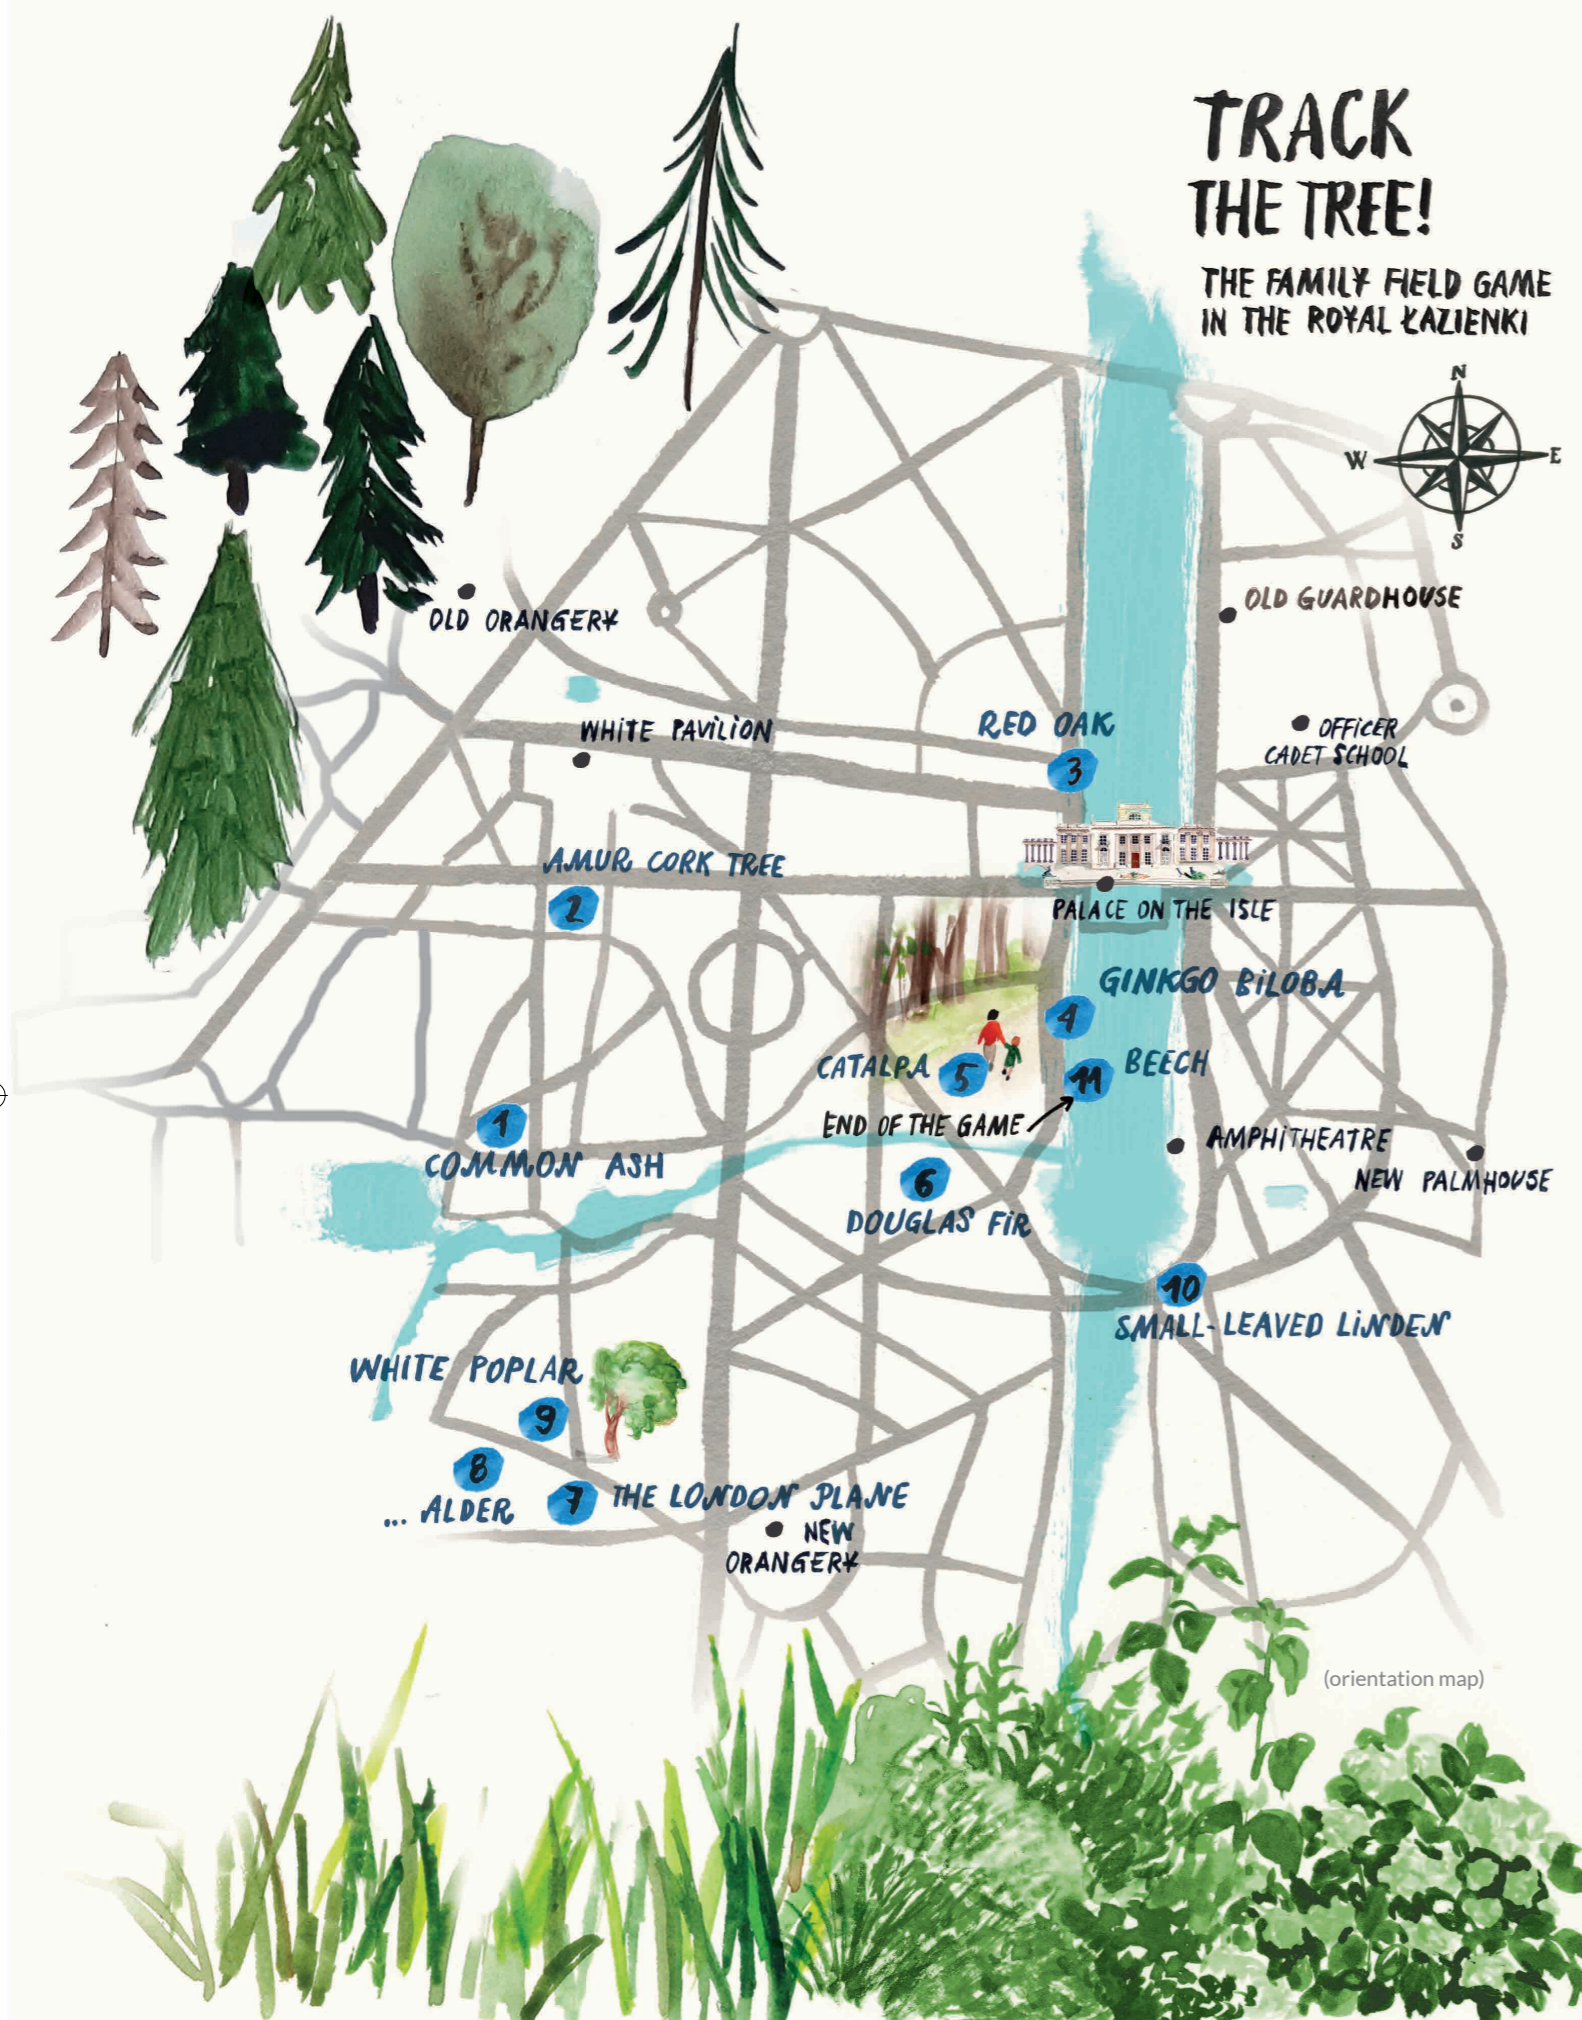 TRACK
THE TREE!
THE FAMILY FIELD GAME
IN THE ROYAL ŁAZIENKI
N
W
E
S
OLD ORANGERY
OLD GUARDHOUSE
WHITE PAVILION
RED OAK
3
OFFICER
CADET SCHOOL
AMUR CORK TREE
2
PALACE ON THE ISLE
GINKGO BILOBA
4
CATALPA
5
BEECH
11
END OF THE GAME
1
COMMON ASH
AMPHITHEATRE
NEW PALMHOUSE
6
DOUGLAS FIR
10
SMALL-LEAVED LINDEN
WHITE POPLAR
9
8
... ALDER
7
THE LONDON PLANE
NEW
ORANGERY
(orientation map)